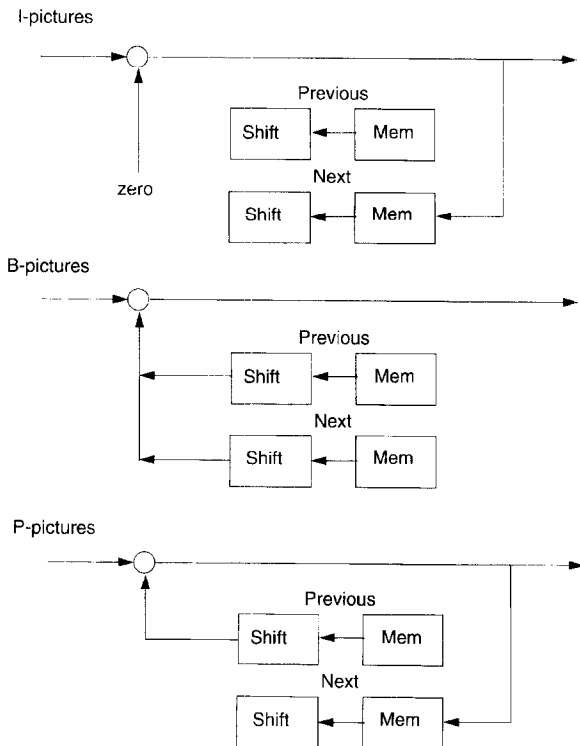 I-pictures
Previous
Shift Mem
Next
zero
Shift Mem
B-pictures
Previous
Shift Mem
Next
Shift Mem
P-pictures
Previous
Shift Mem
Next
Shift Mem